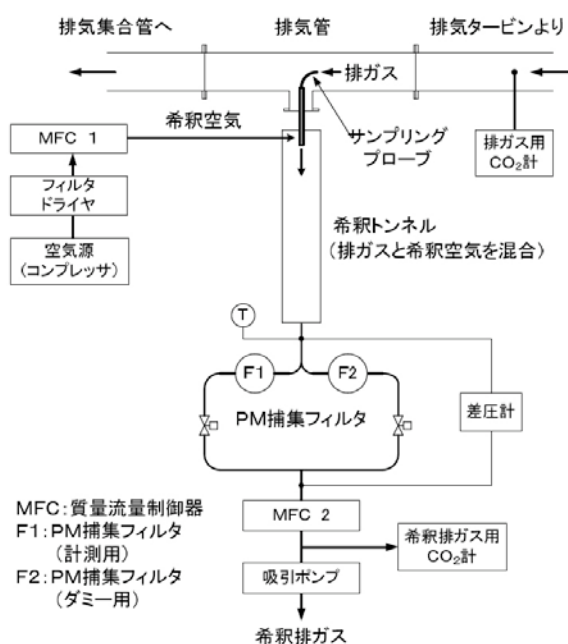 排気集合管へ
排気管
排気タービンより
排ガス
希釈空気
サンプリング
プローブ
MFC 1
排ガス用
CO₂計
フィルタ
ドライヤ
空気源
(コンプレッサ)
希釈トンネル
(排ガスと希釈空気を混合)
T
F1
F2
PM捕集フィルタ
差圧計
MFC:質量流量制御器
F1:PM捕集フィルタ
(計測用)
F2:PM捕集フィルタ
(ダミー用)
MFC 2
希釈排ガス用
CO₂計
吸引ポンプ
希釈排ガス